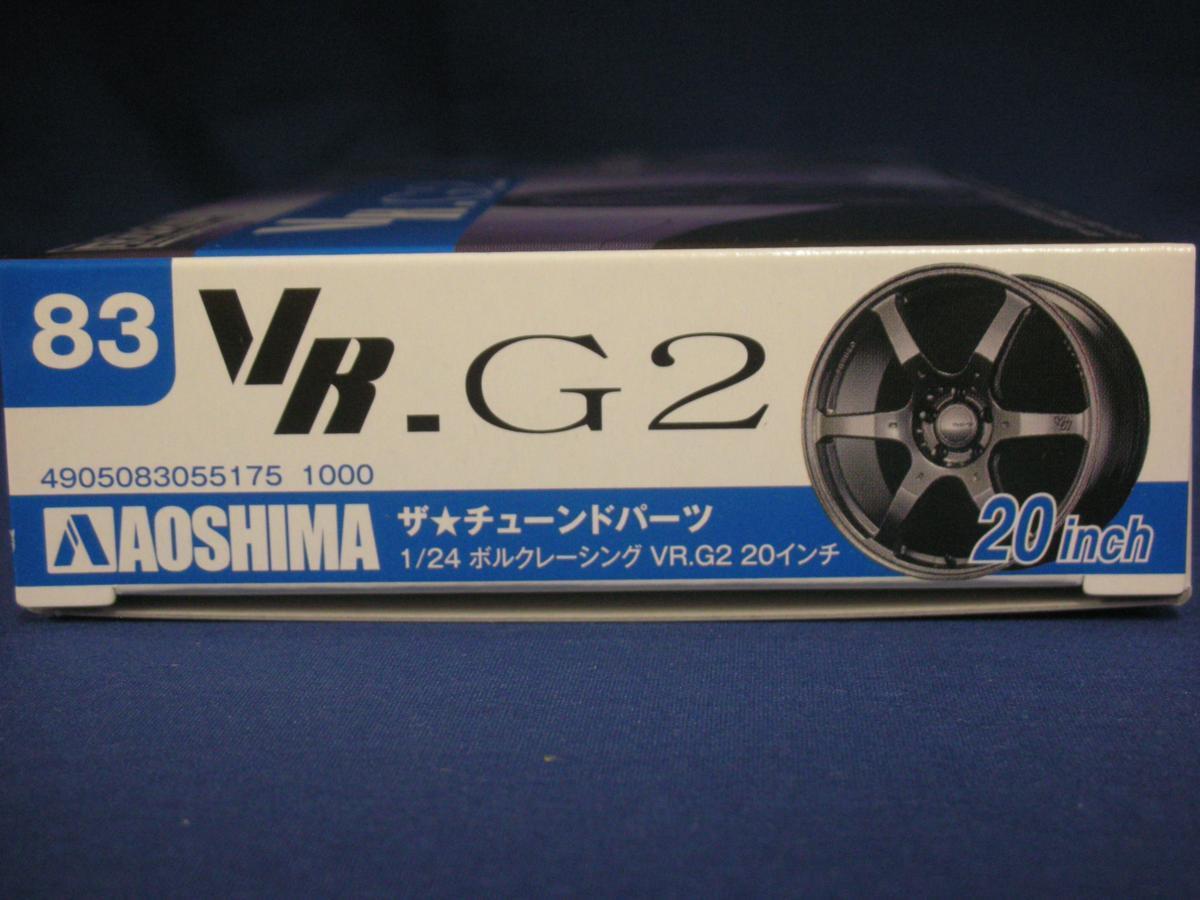 83
VR.G2
4905083055175 1000
AOSHIMA
ザ★チューンドパーツ
1/24 ボルクレーシング VR.G2 20インチ
20 inch